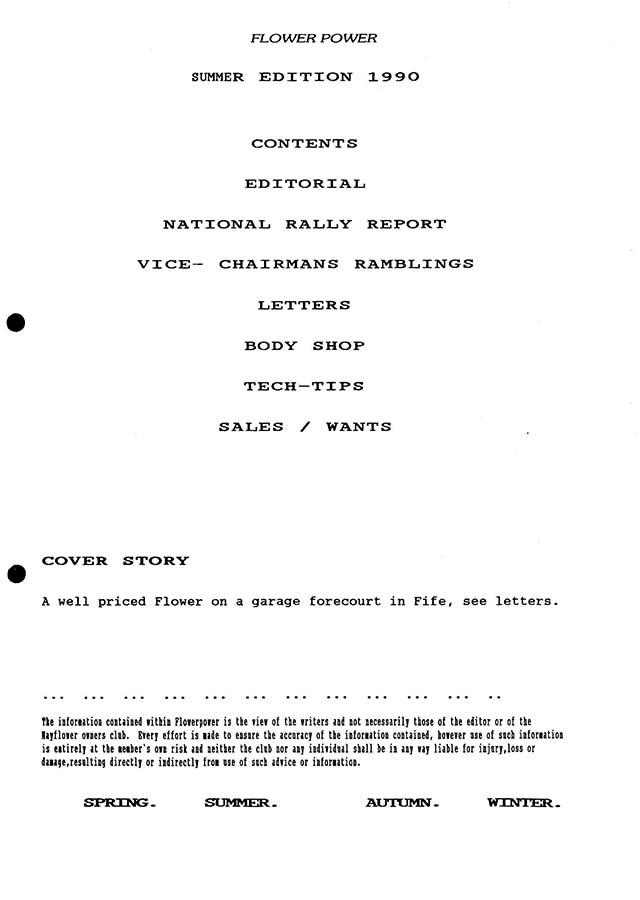 FLOWER POWER
SUMMER EDITION 1990
CONTENTS
EDITORIAL
NATIONAL RALLY REPORT
VICE- CHAIRMANS RAMBLINGS
LETTERS
BODY SHOP
TECH-TIPS
SALES / WANTS
COVER STORY
A well priced Flower on a garage forecourt in Fife, see letters.
... ... ... ... ... ... ... ... ... ... ... ..
The information contained within Flowerpower is the view of the writers and not necessarily those of the editor or of the
Mayflower owners club. Every effort is made to ensure the accuracy of the information contained, however use of such information
is entirely at the member's own risk and neither the club nor any individual shall be in any way liable for injury,loss or
damage,resulting directly or indirectly from use of such advice or information.
SPRING. SUMMER. AUTUMN. WINTER.